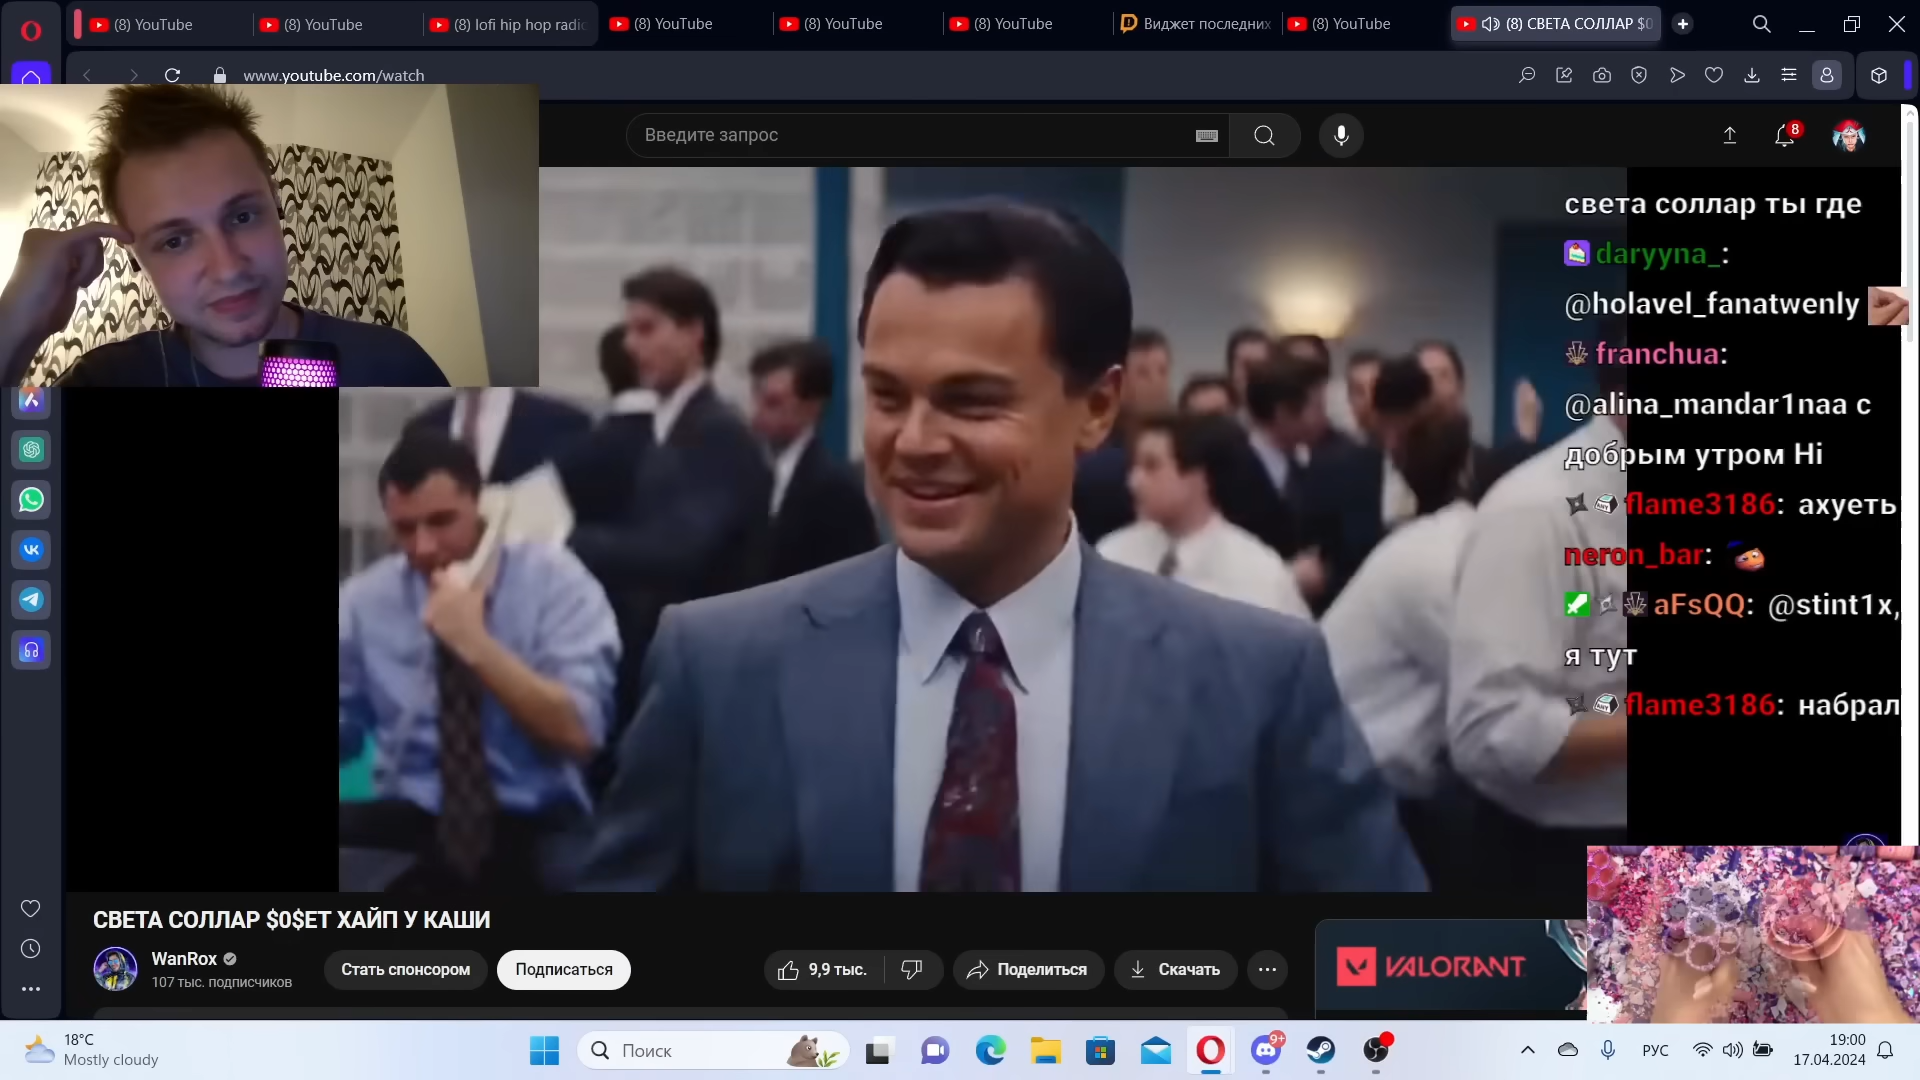 (8) YouTube
(8) YouTube
(8) lofi hip hop radio
(8) YouTube
(8) YouTube
(8) YouTube
Виджет последних
(8) YouTube
(8) СВЕТА СОЛЛАР $0
www.youtube.com/watch
Введите запрос
8
света соллар ты где
daryyna_:
@holavel_fanatwenly
franchua:
@alina_mandar1naa с
добрым утром Hi
flame3186: ахуеть
neron_bar:
aFsQQ: @stint1x,
я тут
flame3186: набрал
СВЕТА СОЛЛАР $0$ЕТ ХАЙП У КАШИ
WanRox
107 тыс. подписчиков
Стать спонсором
Подписаться
9,9 тыс.
Поделиться
Скачать
VALORANT
18°C
Mostly cloudy
Поиск
9+
РУС
19:00
17.04.2024